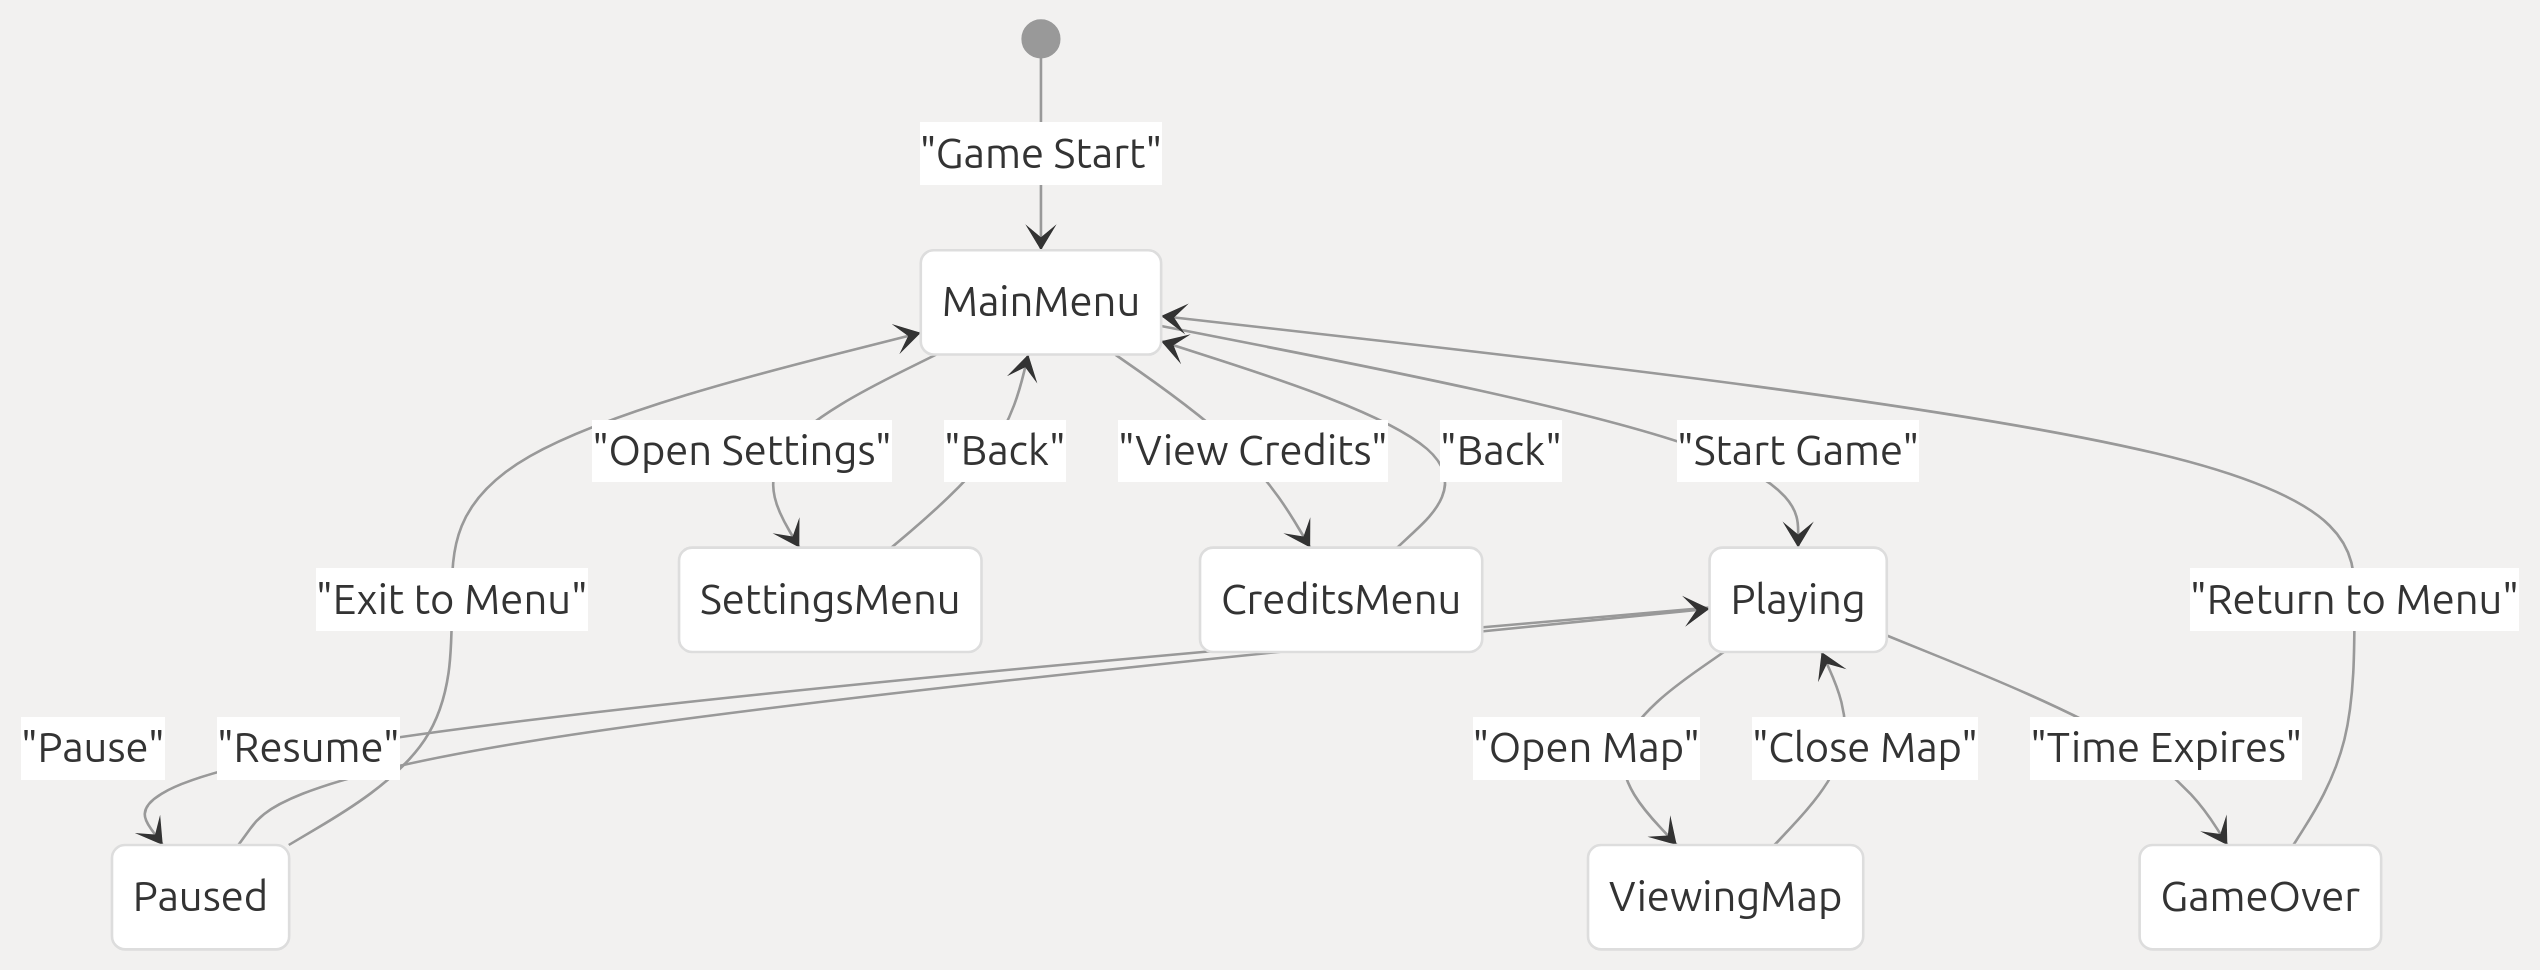 "Game Start"
MainMenu
"Open Settings"
"Back"
"View Credits"
"Back"
"Start Game"
"Exit to Menu"
SettingsMenu
CreditsMenu
Playing
"Return to Menu"
"Pause"
"Resume"
"Open Map"
"Close Map"
"Time Expires"
Paused
ViewingMap
GameOver